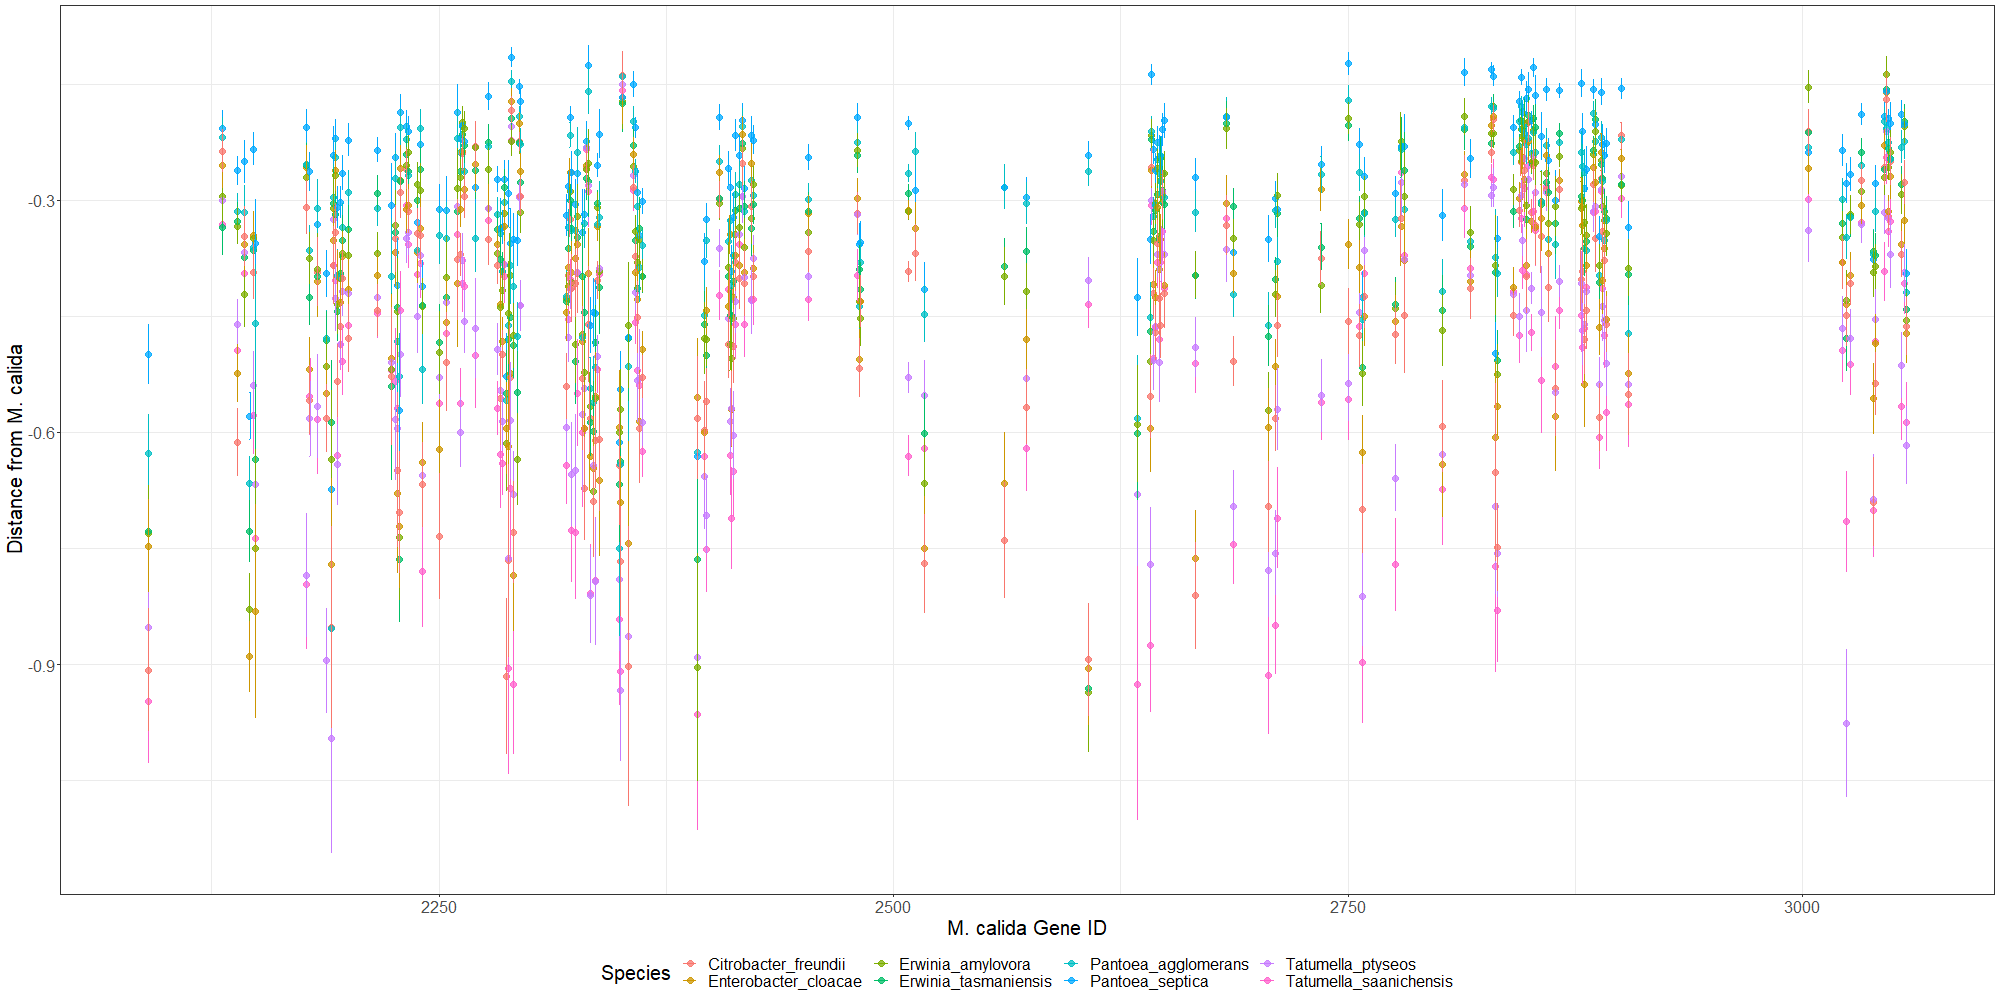 Distance from M. calida
-0.3
-0.6
-0.9
2250 2500 2750 3000
M. calida Gene ID
Species
Citrobacter_freundii Erwinia_amylovora Pantoea_agglomerans Tatumella_ptyseos
Enterobacter_cloacae Erwinia_tasmaniensis Pantoea_septica Tatumella_saanichensis